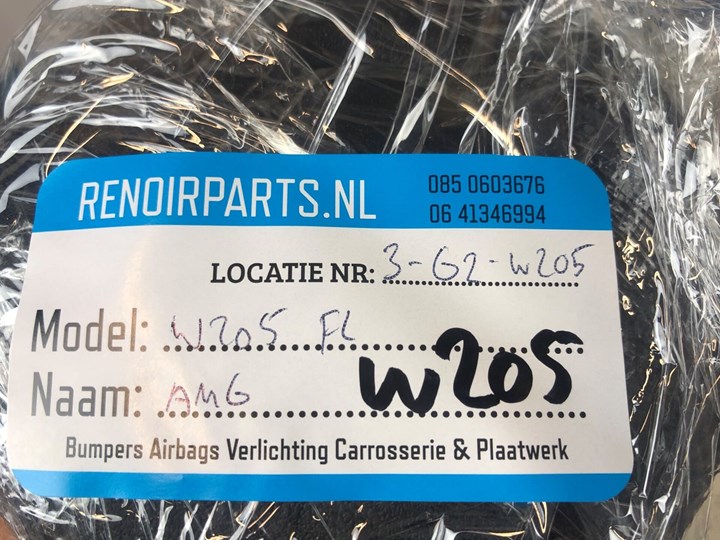 RENOIRPARTS.NL
085 0603676
06 41346994
LOCATIE NR: 3-G2-W205
Model: W205 FL
Naam: AMG
W205
Bumpers Airbags Verlichting Carrosserie & Plaatwerk